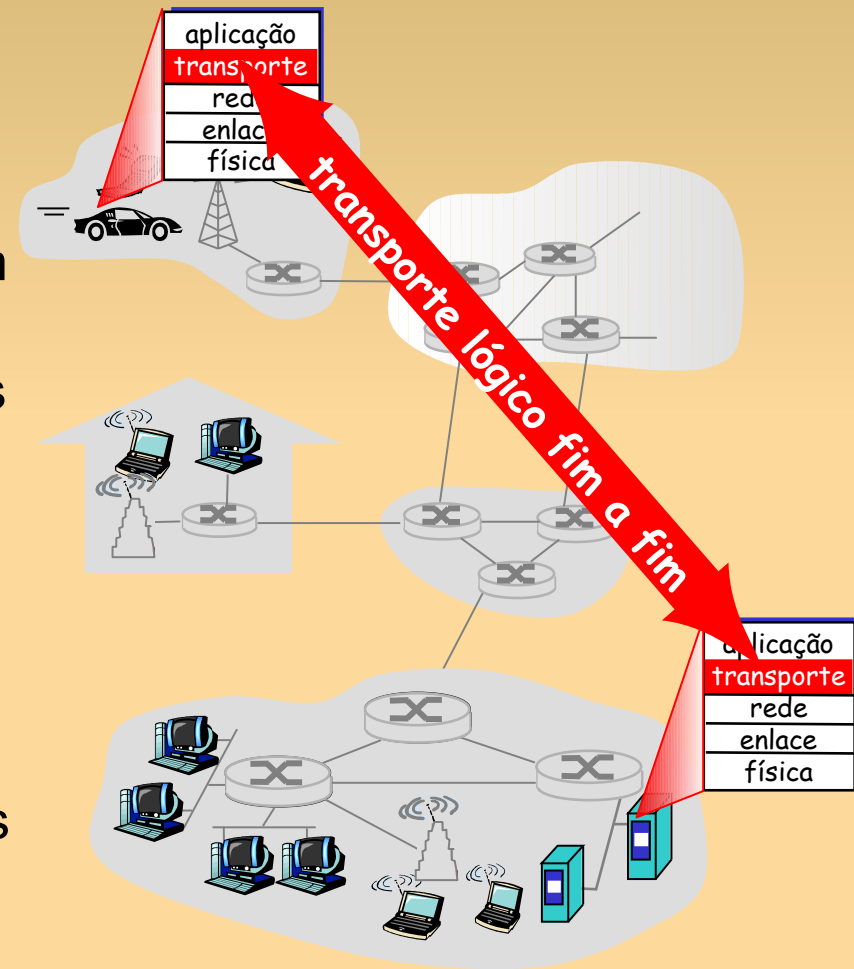 aplicação
transporte
rede
enlace
física
transporte lógico fim a fim
aplicação
transporte
rede
enlace
física